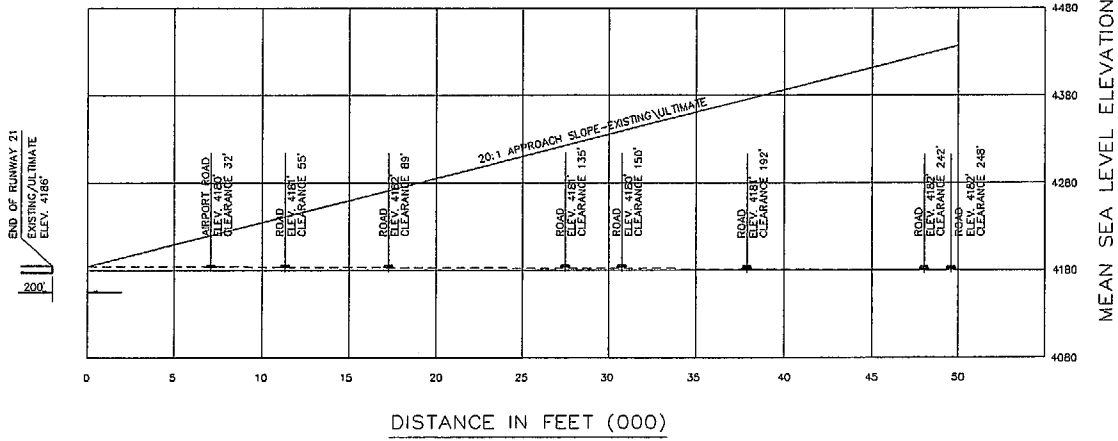 4480
4380
4280
4180
4080
MEAN SEA LEVEL ELEVATION
END OF RUNWAY 21
EXISTING/ULTIMATE
ELEV. 4186'
200'
20:1 APPROACH SLOPE-EXISTING\ULTIMATE
AIRPORT ROAD
ELEV. 4180'
CLEARANCE 32'
ROAD
ELEV. 4181'
CLEARANCE 55'
ROAD
ELEV. 4182'
CLEARANCE 89'
ROAD
ELEV. 4181'
CLEARANCE 135'
ROAD
ELEV. 4183'
CLEARANCE 150'
ROAD
ELEV. 4181'
CLEARANCE 192'
ROAD
ELEV. 4182'
CLEARANCE 242'
ROAD
ELEV. 4182'
CLEARANCE 248'
0 5 10 15 20 25 30 35 40 45 50
DISTANCE IN FEET (000)